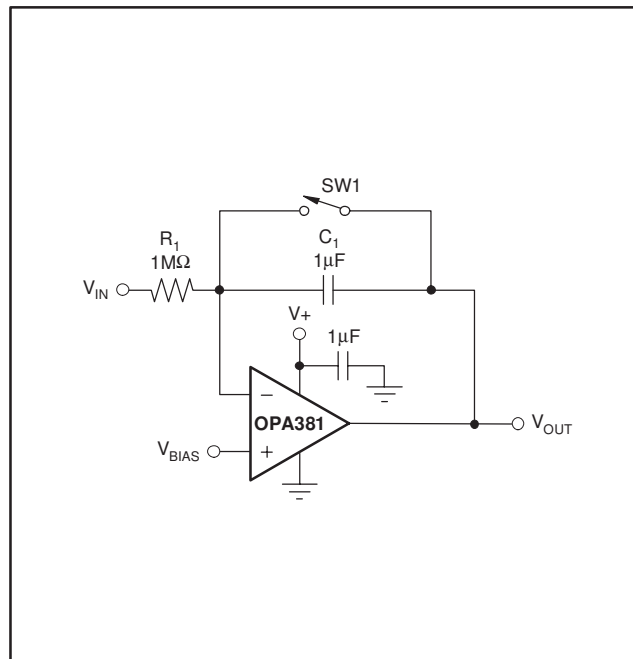 SW1
R1
1MΩ
C1
1μF
VIN
V+
1μF
−
OPA381
VBIAS
+
VOUT